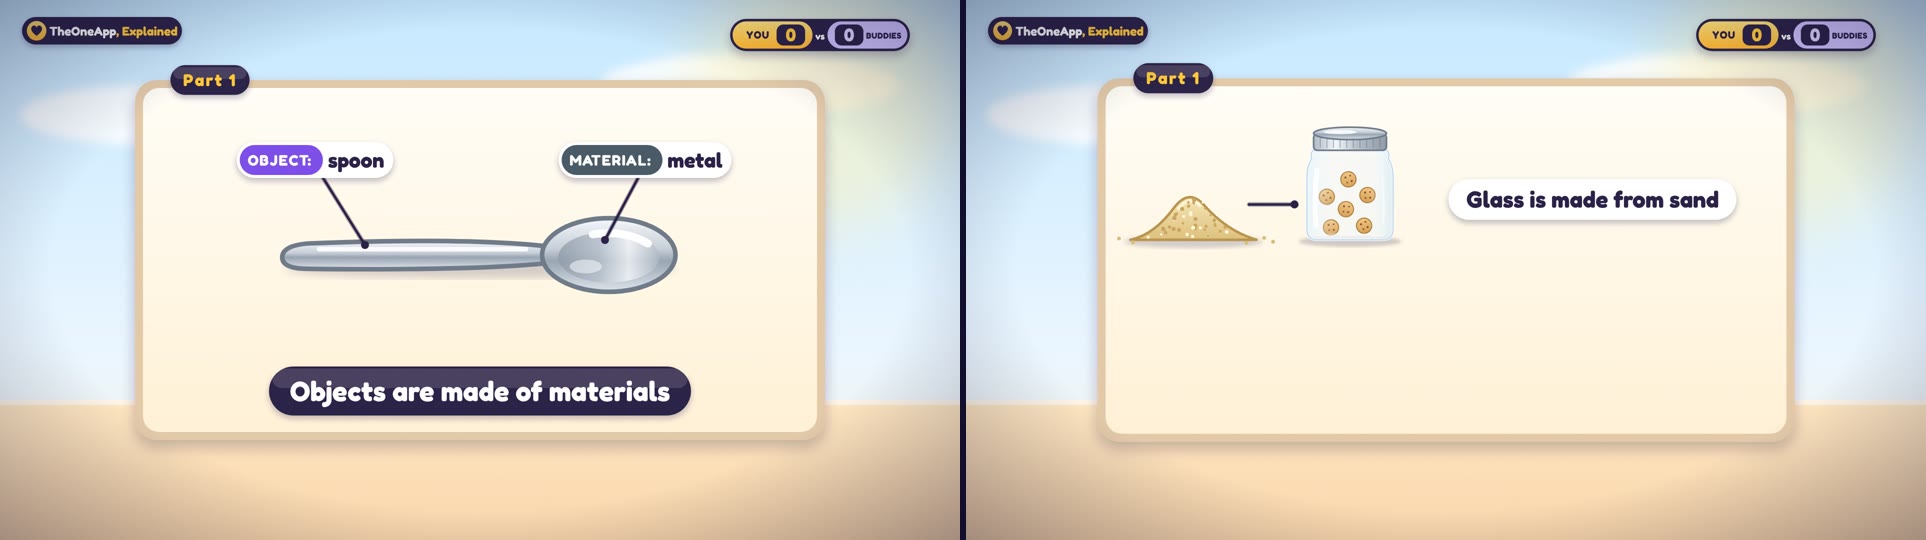 TheOneApp, Explained
YOU 0 vs 0 BUDDIES
Part 1
OBJECT: spoon
MATERIAL: metal
Objects are made of materials
TheOneApp, Explained
YOU 0 vs 0 BUDDIES
Part 1
Glass is made from sand